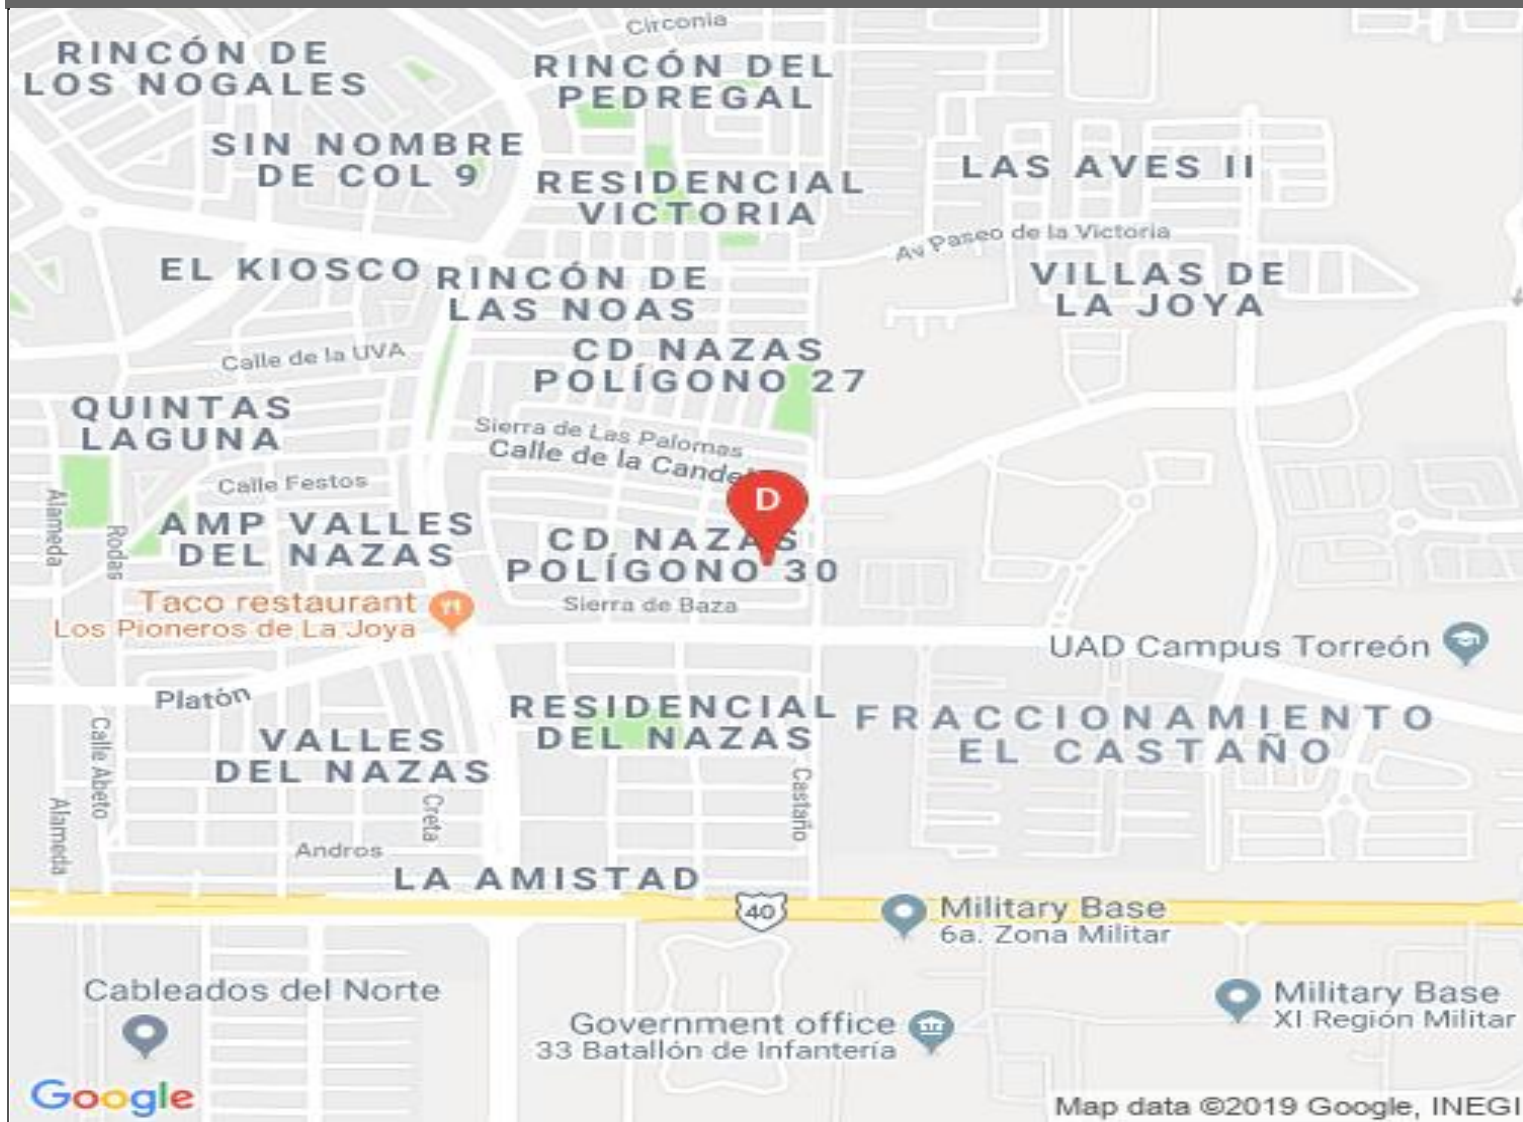 Circonia
RINCÓN DE
LOS NOGALES
RINCÓN DEL
PEDREGAL
SIN NOMBRE
DE COL 9
RESIDENCIAL
VICTORIA
LAS AVES II
Av Paseo de la Victoria
EL KIOSCO
RINCÓN DE
LAS NOAS
VILLAS DE
LA JOYA
Calle de la UVA
CD NAZAS
POLÍGONO 27
QUINTAS
LAGUNA
Sierra de Las Palomas
Calle de la Cande
Calle Festos
D
Alameda
Rodas
AMP VALLES
DEL NAZAS
CD NAZAS
POLÍGONO 30
Taco restaurant
Los Pioneros de La Joya
Sierra de Baza
UAD Campus Torreón
Platón
RESIDENCIAL
DEL NAZAS
FRACCIONAMIENTO
EL CASTAÑO
VALLES
DEL NAZAS
Calle Abeto
Alameda
Creta
Castaño
Andros
LA AMISTAD
40
Military Base
6a. Zona Militar
Cableados del Norte
Government office
33 Batallón de Infantería
Military Base
XI Región Militar
Google
Map data ©2019 Google, INEGI